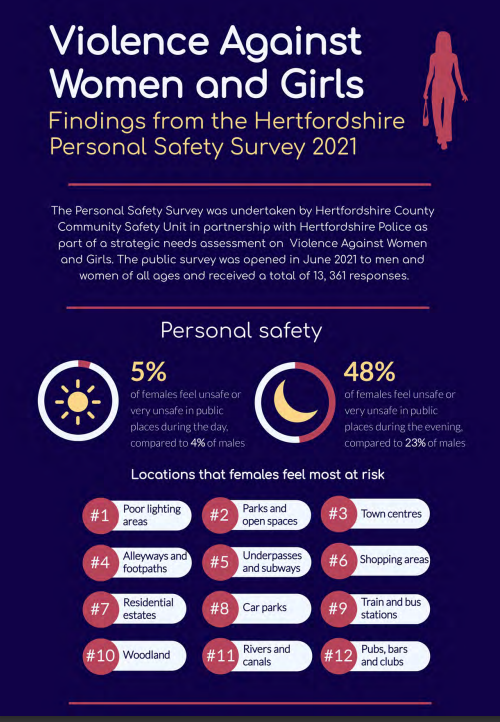 Violence Against
Women and Girls
Findings from the Hertfordshire
Personal Safety Survey 2021
The Personal Safety Survey was undertaken by Hertfordshire County
Community Safety Unit in partnership with Hertfordshire Police as
part of a strategic needs assessment on Violence Against Women
and Girls. The public survey was opened in June 2021 to men and
women of all ages and received a total of 13, 361 responses.
Personal safety
5%
of females feel unsafe or
very unsafe in public
places during the day,
compared to 4% of males
48%
of females feel unsafe or
very unsafe in public
places during the evening,
compared to 23% of males
Locations that females feel most at risk
#1 Poor lighting
areas
#2 Parks and
open spaces
#3 Town centres
#4 Alleyways and
footpaths
#5 Underpasses
and subways
#6 Shopping areas
#7 Residential
estates
#8 Car parks
#9 Train and bus
stations
#10 Woodland
#11 Rivers and
canals
#12 Pubs, bars
and clubs